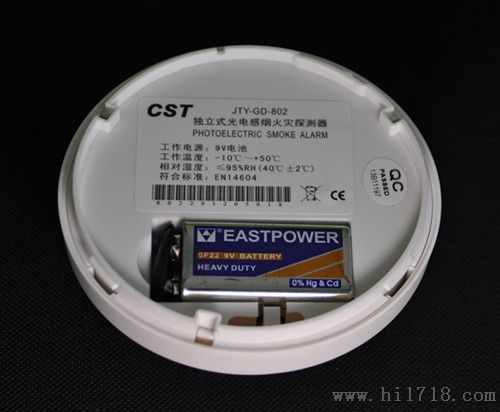 CST
JTY-GD-802
独立式光电感烟火灾探测器
PHOTOELECTRIC SMOKE ALARM
工作电源: 9V电池
工作温度: -10℃~+50℃
相对湿度: ≤95%RH(40℃±2℃)
符合标准: EN14604
CE
802201203018
QC
PASSED
EASTPOWER
6F22 9V BATTERY
HEAVY DUTY
0% Hg & Cd
www.hi1718.com